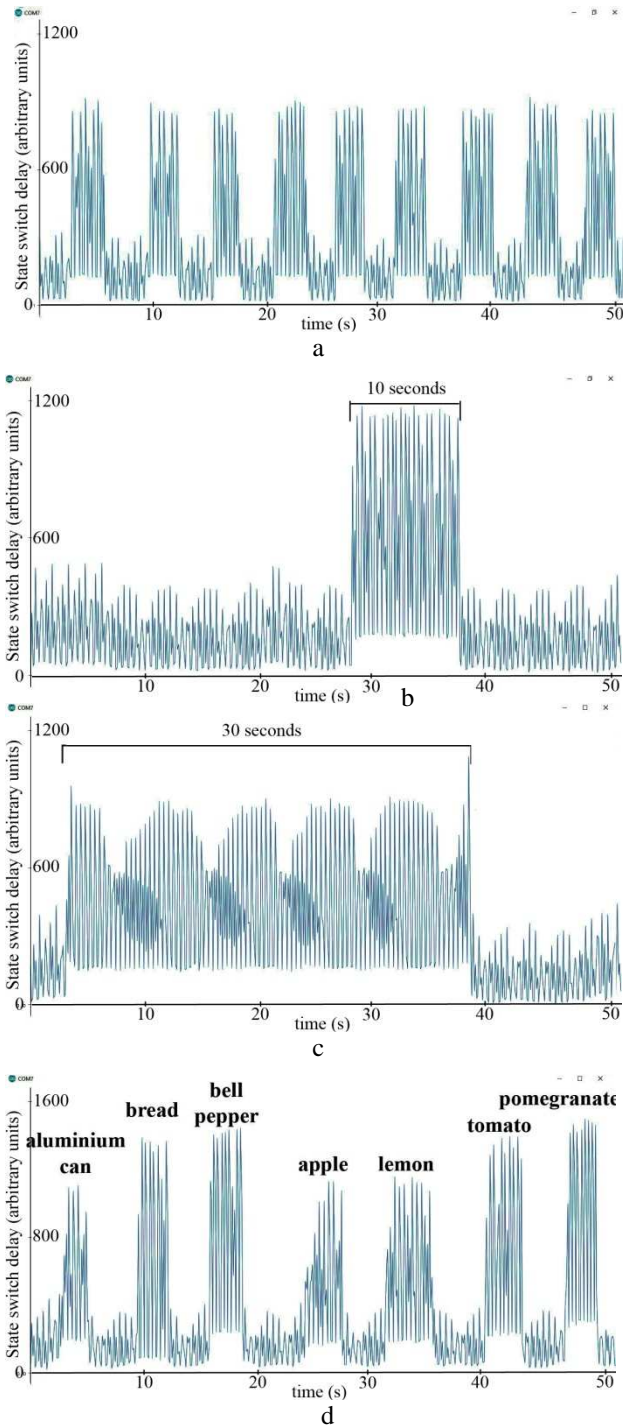 COM7
1200
600
0
State switch delay (arbitrary units)
10 20 30 40 50
time (s)
a
COM7
10 seconds
1200
600
0
State switch delay (arbitrary units)
10 20 30 40 50
time (s)
b
COM7
30 seconds
1200
600
0
State switch delay (arbitrary units)
10 20 30 40 50
time (s)
c
COM7
1600
800
0
State switch delay (arbitrary units)
aluminium
can
bread
bell
pepper
apple
lemon
tomato
pomegranate
10 20 30 40 50
time (s)
d